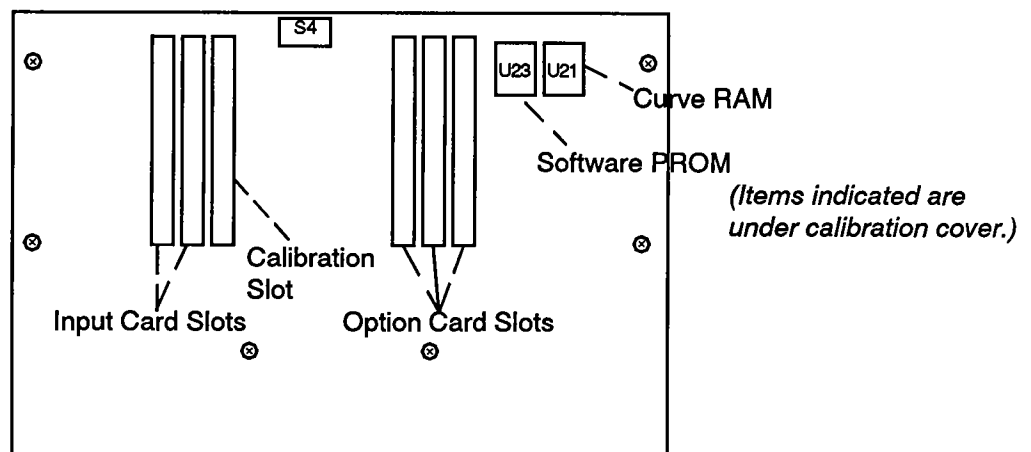 S4
U23
U21
Curve RAM
Software PROM
(Items indicated are
under calibration cover.)
Calibration
Slot
Input Card Slots
Option Card Slots